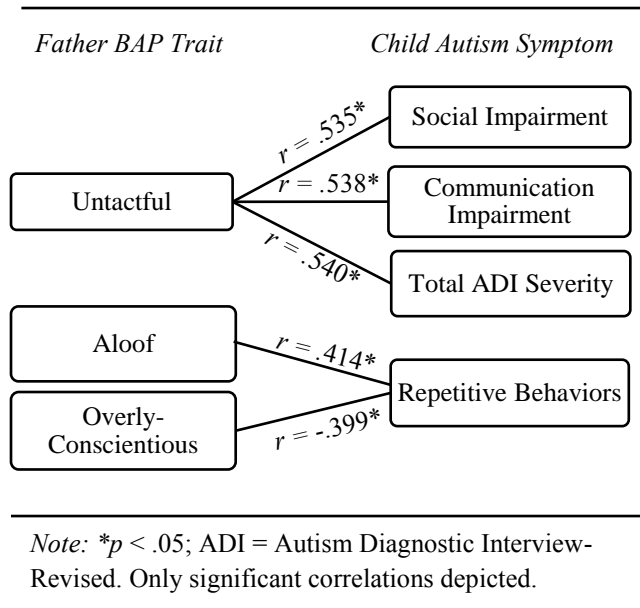 Father BAP Trait
Child Autism Symptom
Untactful
r = .535*
Social Impairment
r = .538*
Communication
Impairment
r = .540*
Total ADI Severity
Aloof
r = .414*
Repetitive Behaviors
Overly-
Conscientious
r = -.399*
Note: *p < .05; ADI = Autism Diagnostic Interview-
Revised. Only significant correlations depicted.